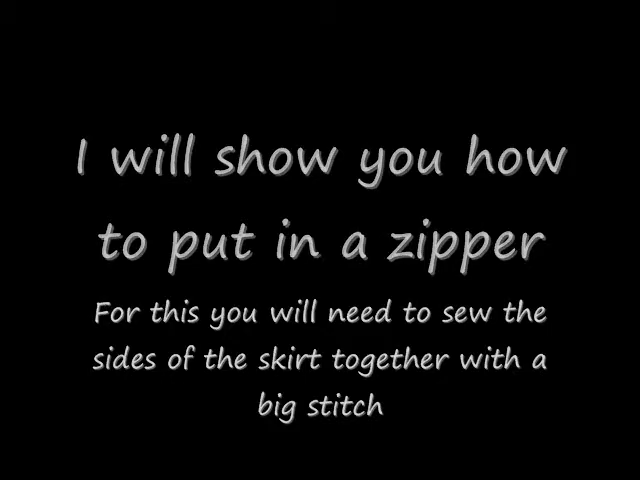 I will show you how
to put in a zipper
For this you will need to sew the
sides of the skirt together with a
big stitch